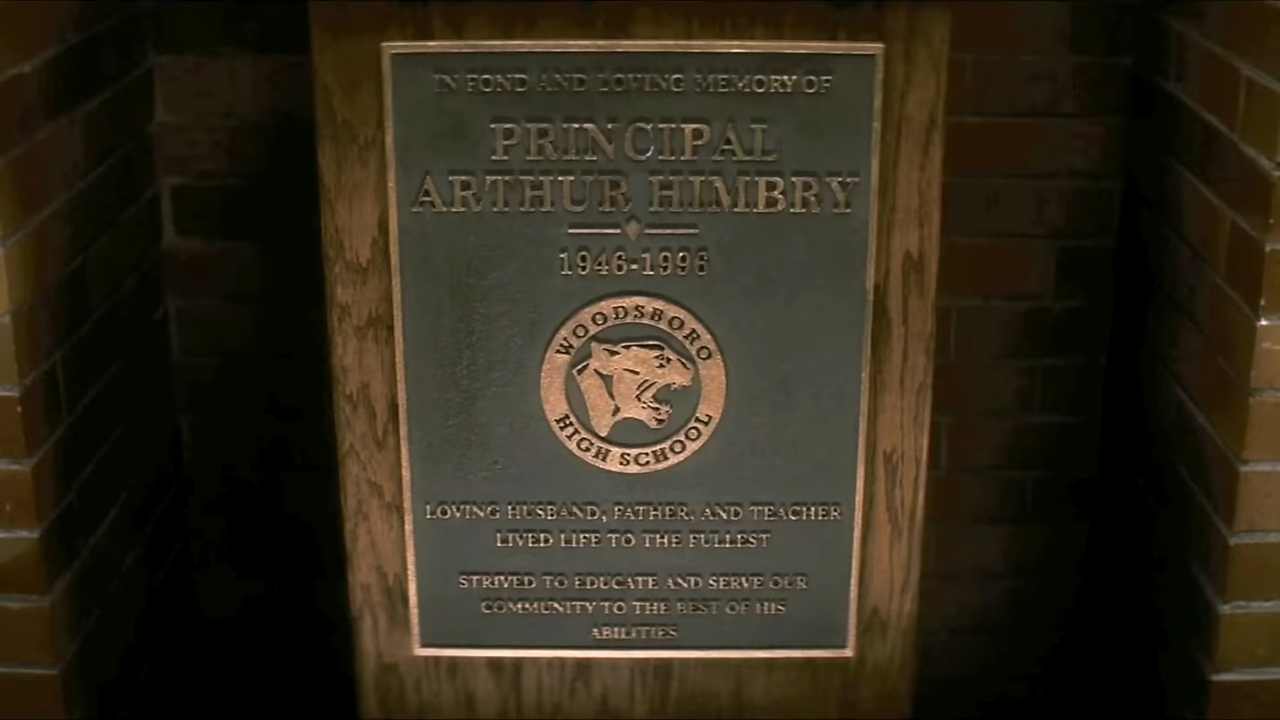 IN FOND AND LOVING MEMORY OF
PRINCIPAL
ARTHUR HIMBRY
1946-1996
WOODSBORO
HIGH SCHOOL
LOVING HUSBAND, FATHER, AND TEACHER
LIVED LIFE TO THE FULLEST
STRIVED TO EDUCATE AND SERVE OUR
COMMUNITY TO THE BEST OF HIS
ABILITIES